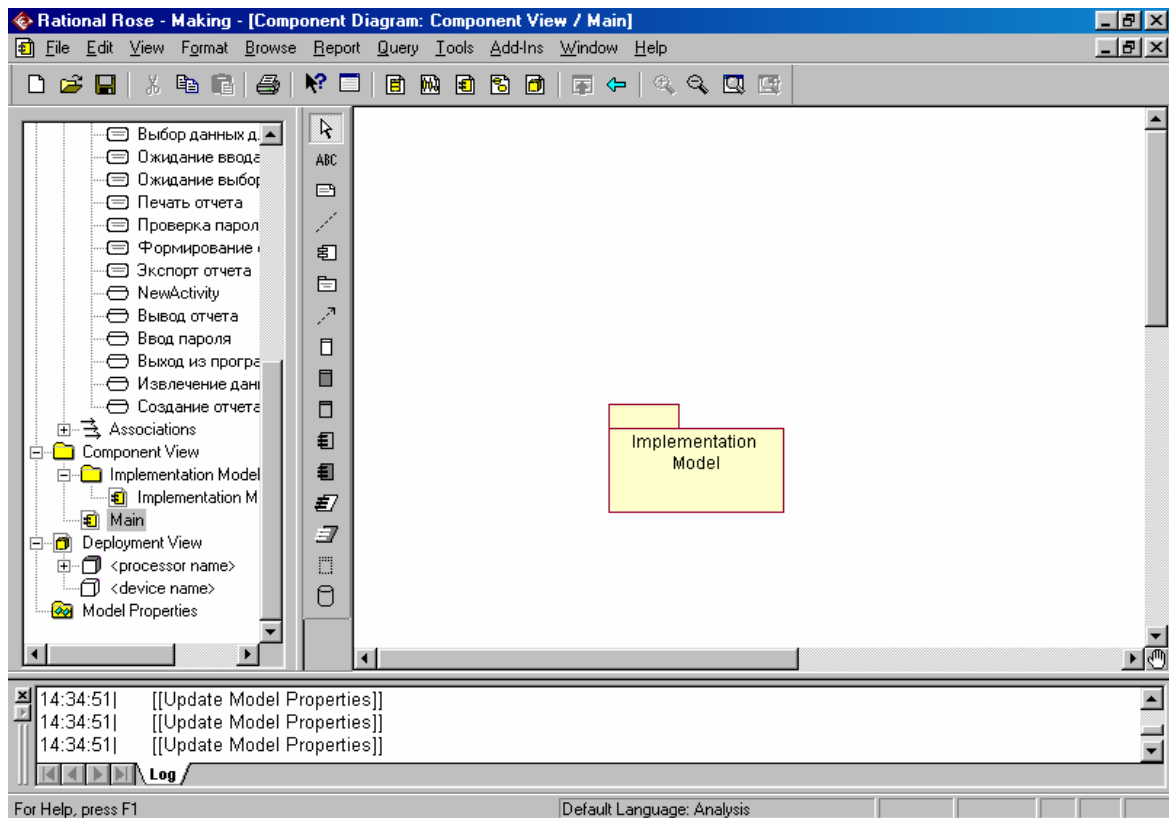 Rational Rose - Making - [Component Diagram: Component View / Main]
File Edit View Format Browse Report Query Tools Add-Ins Window Help
Выбор данных д
Ожидание ввода
Ожидание выбор
Печать отчета
Проверка парол
Формирование
Экспорт отчета
NewActivity
Вывод отчета
Ввод пароля
Выход из програ
Извлечение данн
Создание отчета
Associations
Component View
Implementation Model
Implementation M
Main
Deployment View
<processor name>
<device name>
Model Properties
ABC
Implementation
Model
14:34:51| [[Update Model Properties]]
14:34:51| [[Update Model Properties]]
14:34:51| [[Update Model Properties]]
Log
For Help, press F1
Default Language: Analysis